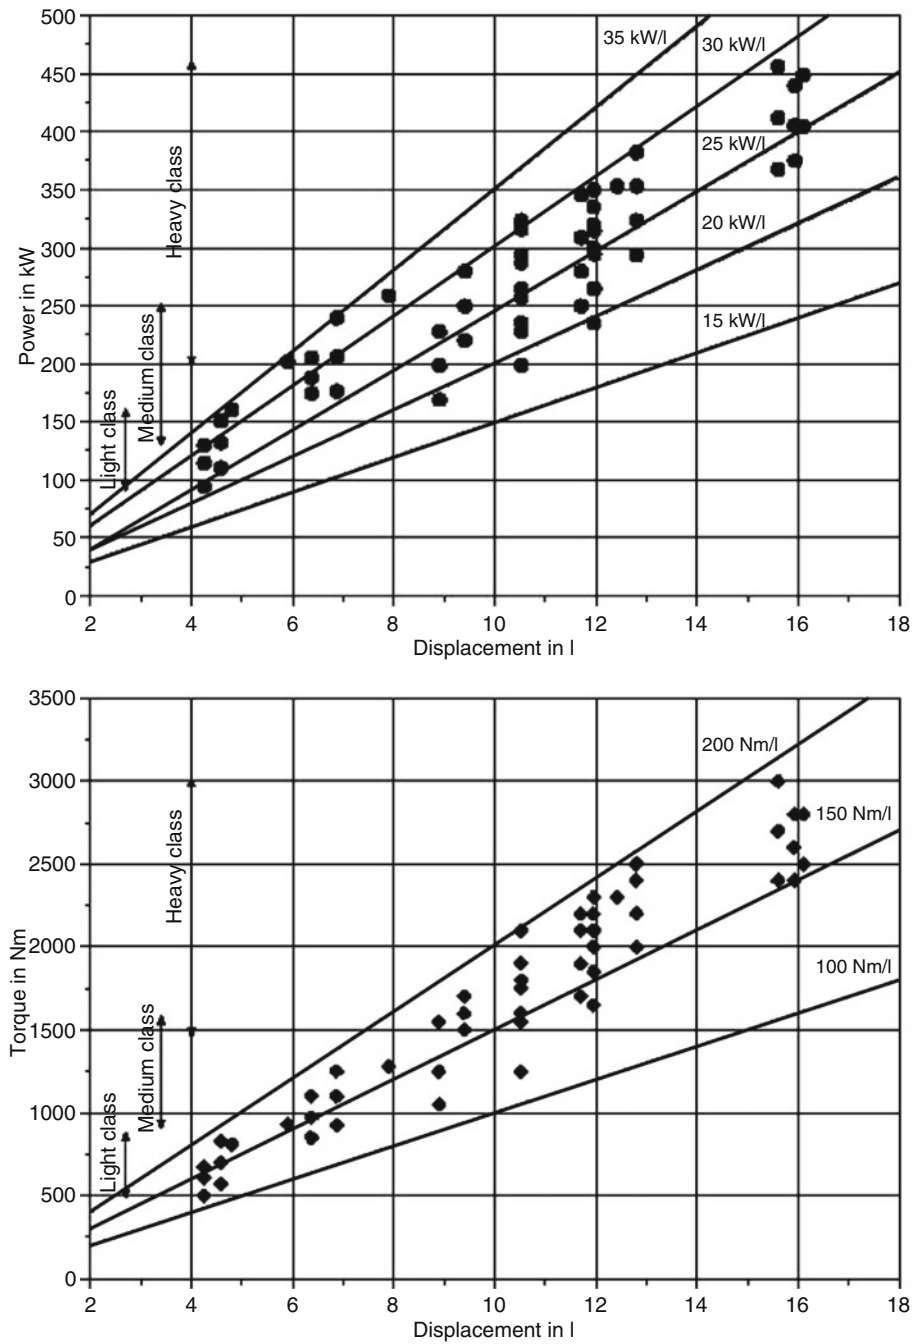 500
450
400
350
300
250
200
150
100
50
0
Power in kW
Light class
Medium class
Heavy class
35 kW/l
30 kW/l
25 kW/l
20 kW/l
15 kW/l
2 4 6 8 10 12 14 16 18
Displacement in l
3500
3000
2500
2000
1500
1000
500
0
Torque in Nm
Light class
Medium class
Heavy class
200 Nm/l
150 Nm/l
100 Nm/l
2 4 6 8 10 12 14 16 18
Displacement in l